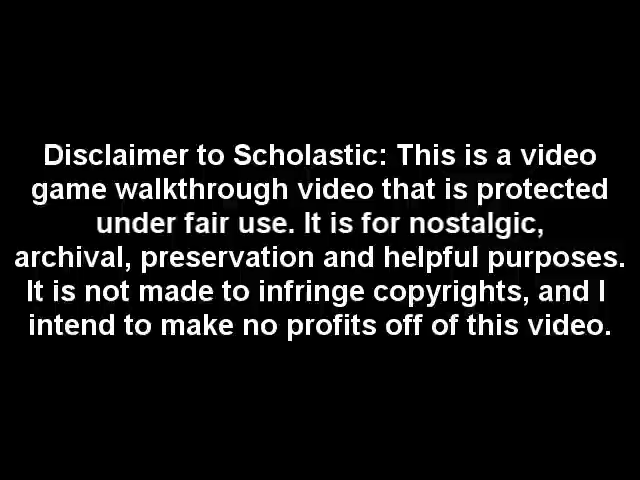 Disclaimer to Scholastic: This is a video
game walkthrough video that is protected
under fair use. It is for nostalgic,
archival, preservation and helpful purposes.
It is not made to infringe copyrights, and I
intend to make no profits off of this video.